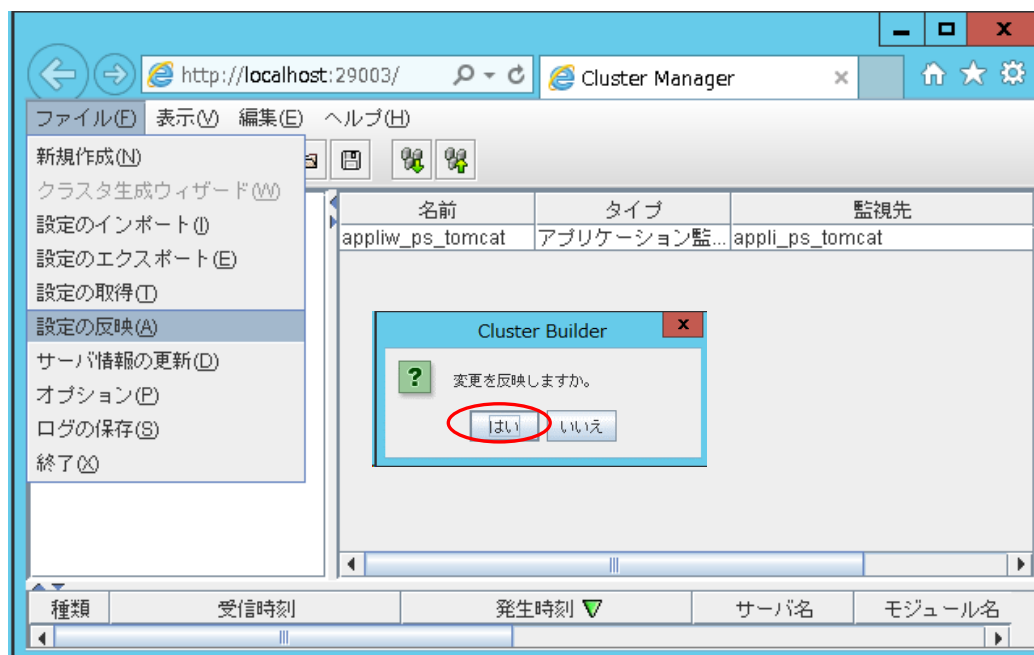 http://localhost:29003/
Cluster Manager
ファイル(F) 表示(V) 編集(E) ヘルプ(H)
新規作成(N)
クラスタ生成ウィザード(W)
設定のインポート(I)
設定のエクスポート(E)
設定の取得(T)
設定の反映(A)
サーバ情報の更新(D)
オプション(P)
ログの保存(S)
終了(X)
名前 タイプ 監視先
appliw_ps_tomcat アプリケーション監... appli_ps_tomcat
Cluster Builder
変更を反映しますか。
はい いいえ
種類 受信時刻 発生時刻 サーバ名 モジュール名